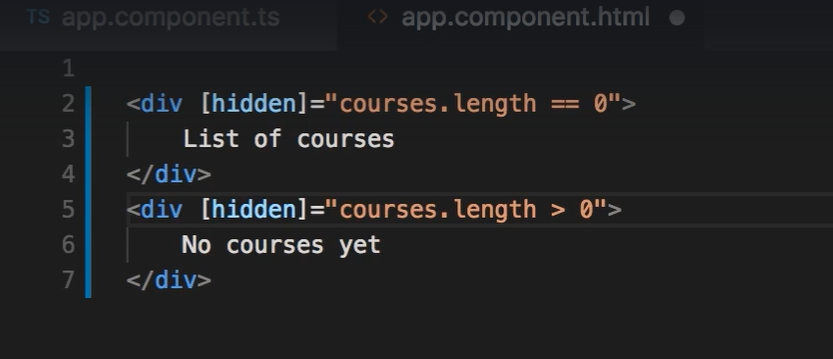 TS app.component.ts <> app.component.html
1
2 <div [hidden]="courses.length == 0">
3 List of courses
4 </div>
5 <div [hidden]="courses.length > 0">
6 No courses yet
7 </div>